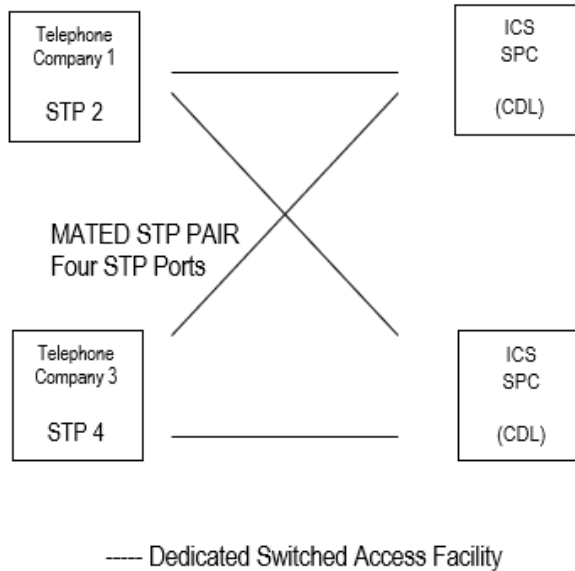 Telephone
Company 1
STP 2
ICS
SPC
(CDL)
MATED STP PAIR
Four STP Ports
Telephone
Company 3
STP 4
ICS
SPC
(CDL)
----- Dedicated Switched Access Facility